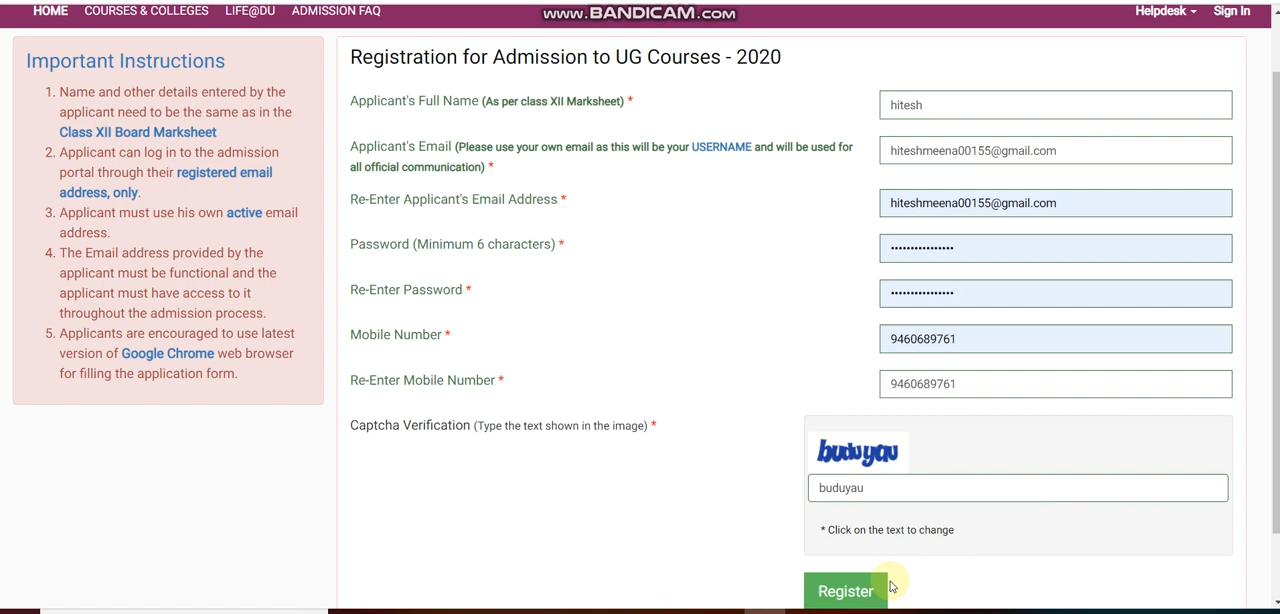 HOME COURSES & COLLEGES LIFE@DU ADMISSION FAQ www.BANDICAM.com Helpdesk Sign In
Important Instructions
1. Name and other details entered by the
applicant need to be the same as in the
Class XII Board Marksheet
2. Applicant can log in to the admission
portal through their registered email
address, only.
3. Applicant must use his own active email
address.
4. The Email address provided by the
applicant must be functional and the
applicant must have access to it
throughout the admission process.
5. Applicants are encouraged to use latest
version of Google Chrome web browser
for filling the application form.
Registration for Admission to UG Courses - 2020
Applicant's Full Name (As per class XII Marksheet) *
hitesh
Applicant's Email (Please use your own email as this will be your USERNAME and will be used for
all official communication) *
hiteshmeena00155@gmail.com
Re-Enter Applicant's Email Address *
hiteshmeena00155@gmail.com
Password (Minimum 6 characters) *
••••••••••••••••
Re-Enter Password *
••••••••••••••••
Mobile Number *
9460689761
Re-Enter Mobile Number *
9460689761
Captcha Verification (Type the text shown in the image) *
buduyau
buduyau
* Click on the text to change
Register